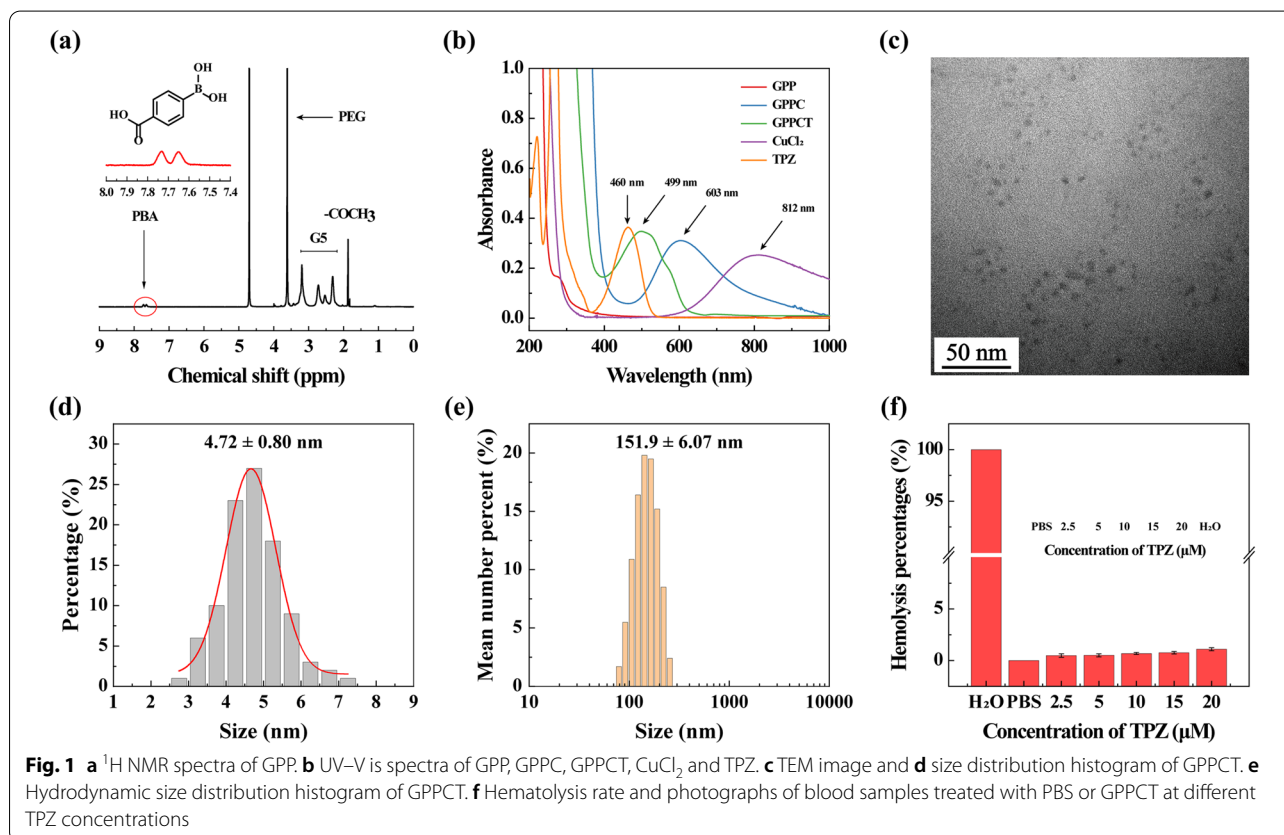 (a)
OH
B
OH
HO
O
8.0 7.9 7.8 7.7 7.6 7.5 7.4
PBA
PEG
-COCH3
G5
9 8 7 6 5 4 3 2 1 0
Chemical shift (ppm)
(b)
1.0
0.8
0.6
0.4
0.2
0.0
Absorbance
GPP
GPPC
GPPCT
CuCl₂
TPZ
460 nm
499 nm
603 nm
812 nm
200 400 600 800 1000
Wavelength (nm)
(c)
50 nm
(d)
4.72 ± 0.80 nm
30
25
20
15
10
5
0
Percentage (%)
1 2 3 4 5 6 7 8 9
Size (nm)
(e)
151.9 ± 6.07 nm
20
15
10
5
0
Mean number percent (%)
10 100 1000 10000
Size (nm)
(f)
100
95
5
0
Hemolysis percentages (%)
PBS 2.5 5 10 15 20 H₂O
Concentration of TPZ (μM)
H₂O PBS 2.5 5 10 15 20
Concentration of TPZ (μM)
Fig. 1 a ¹H NMR spectra of GPP. b UV–V is spectra of GPP, GPPC, GPPCT, CuCl₂ and TPZ. c TEM image and d size distribution histogram of GPPCT. e
Hydrodynamic size distribution histogram of GPPCT. f Hematolysis rate and photographs of blood samples treated with PBS or GPPCT at different
TPZ concentrations